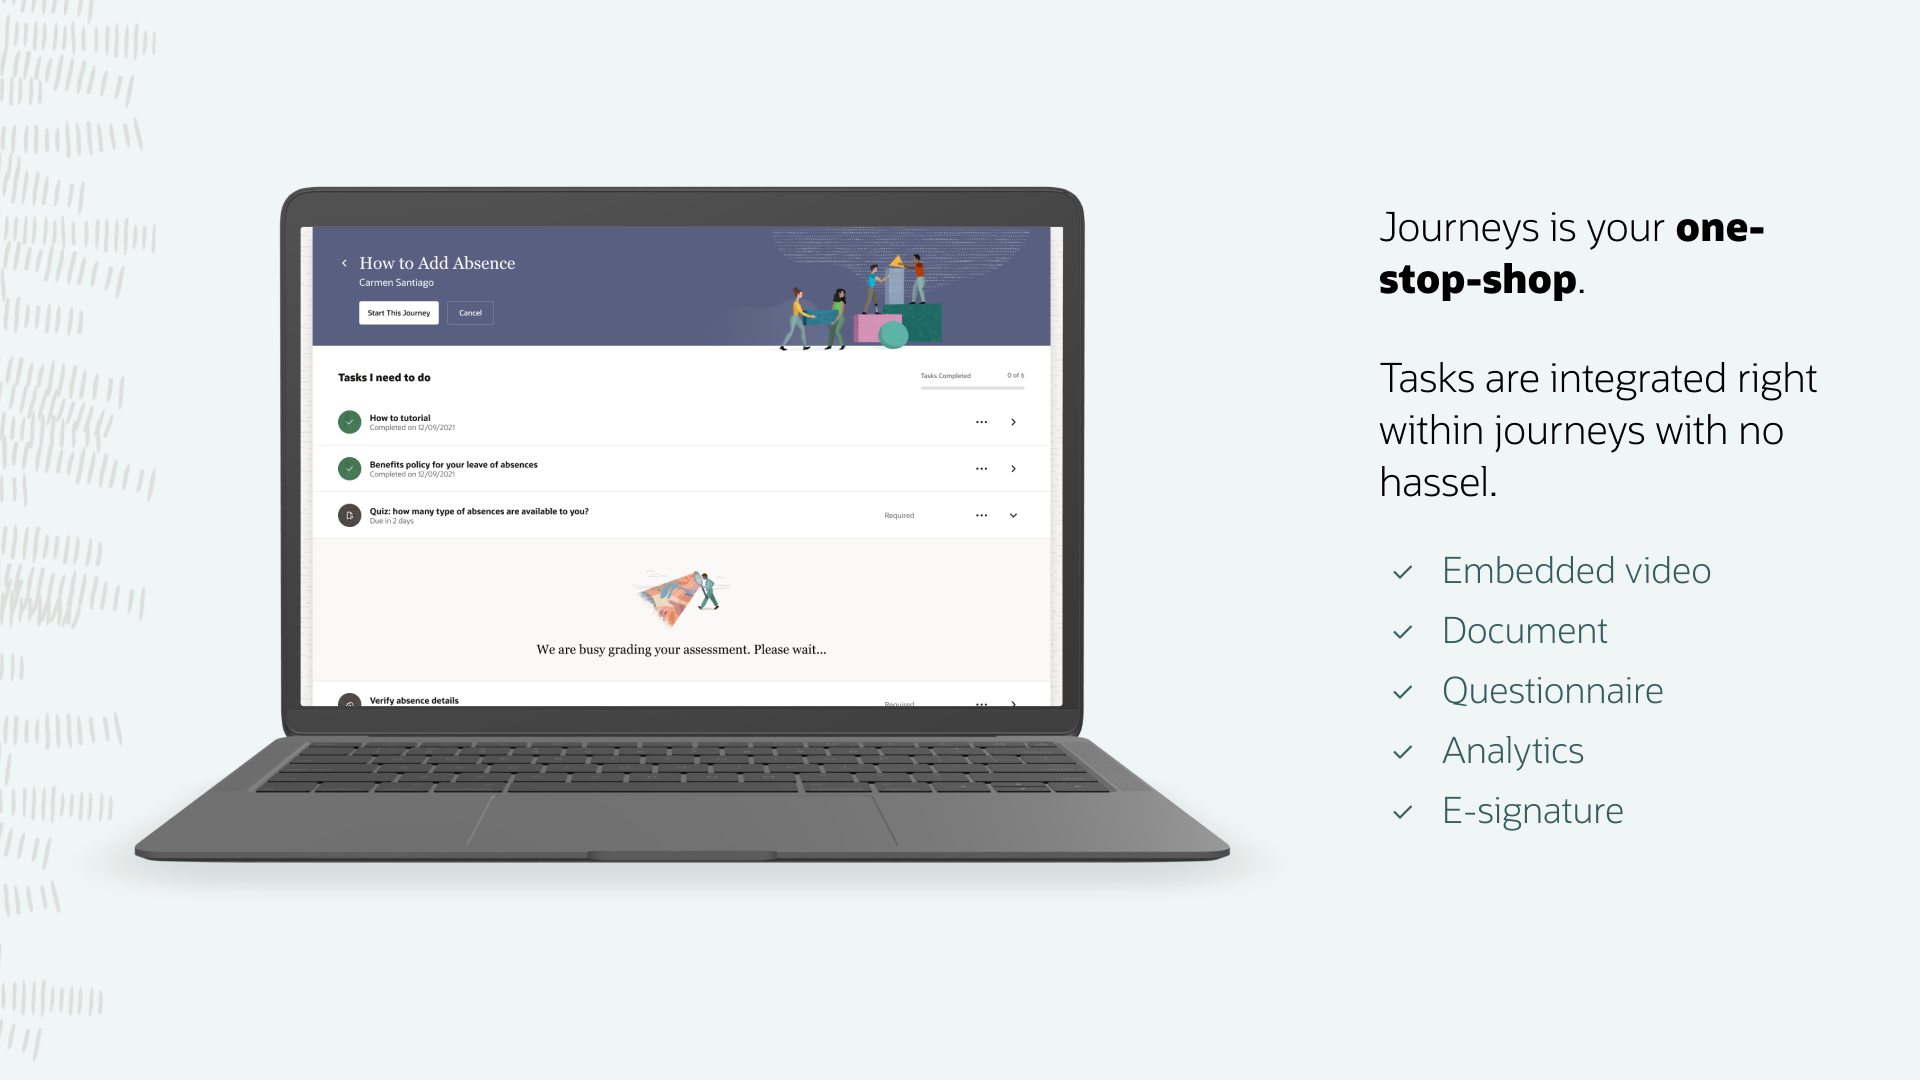 How to Add Absence
Carmen Santiago
Start This Journey
Cancel
Tasks I need to do
Tasks Completed
0 of 6
How to tutorial
Completed on 12/09/2021
Benefits policy for your leave of absences
Completed on 12/09/2021
Quiz: how many type of absences are available to you?
Due in 2 days
Required
We are busy grading your assessment. Please wait...
Verify absence details
Required
Journeys is your one-
stop-shop.
Tasks are integrated right
within journeys with no
hassel.
Embedded video
Document
Questionnaire
Analytics
E-signature